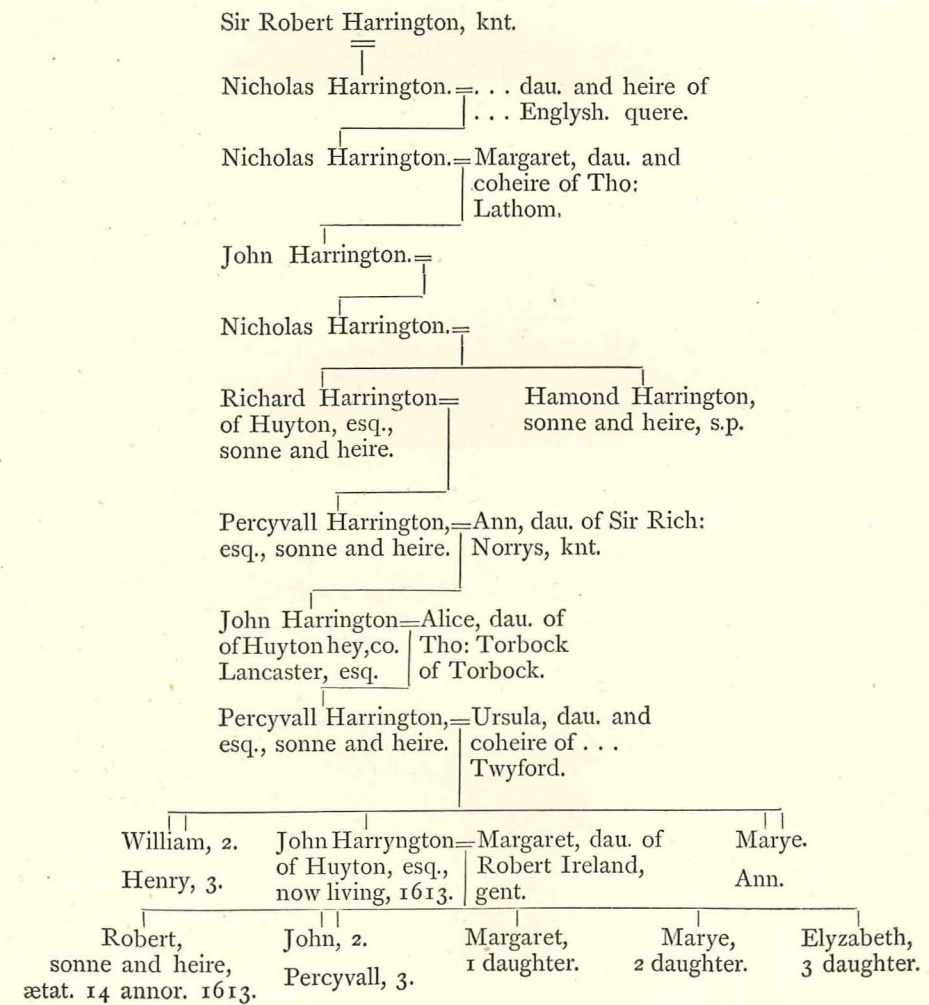 Sir Robert Harrington, knt.
Nicholas Harrington.=. . . dau. and heire of
. . . Englysh. quere.
Nicholas Harrington.=Margaret, dau. and
coheire of Tho:
Lathom.
John Harrington.=
Nicholas Harrington.=
Richard Harrington=
of Huyton, esq.,
sonne and heire.
Hamond Harrington,
sonne and heire, s.p.
Percyvall Harrington,=Ann, dau. of Sir Rich:
esq., sonne and heire. Norrys, knt.
John Harrington=Alice, dau. of
of Huyton hey, co. Tho: Torbock
Lancaster, esq. of Torbock.
Percyvall Harrington,=Ursula, dau. and
esq., sonne and heire. coheire of . . .
Twyford.
William, 2.
Henry, 3.
John Harryngton=Margaret, dau. of
of Huyton, esq., Robert Ireland,
now living, 1613. gent.
Marye.
Ann.
Robert,
sonne and heire,
ætat. 14 annor. 1613.
John, 2.
Percyvall, 3.
Margaret,
1 daughter.
Marye,
2 daughter.
Elyzabeth,
3 daughter.